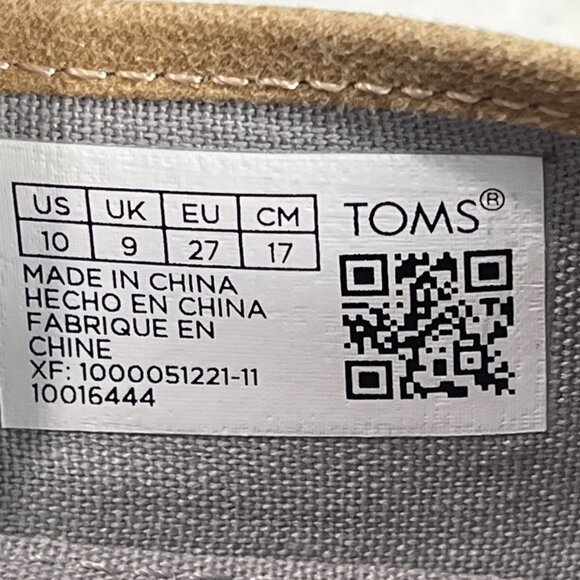 US UK EU CM
10 9 27 17
TOMS®
MADE IN CHINA
HECHO EN CHINA
FABRIQUE EN
CHINE
XF: 1000051221-11
10016444